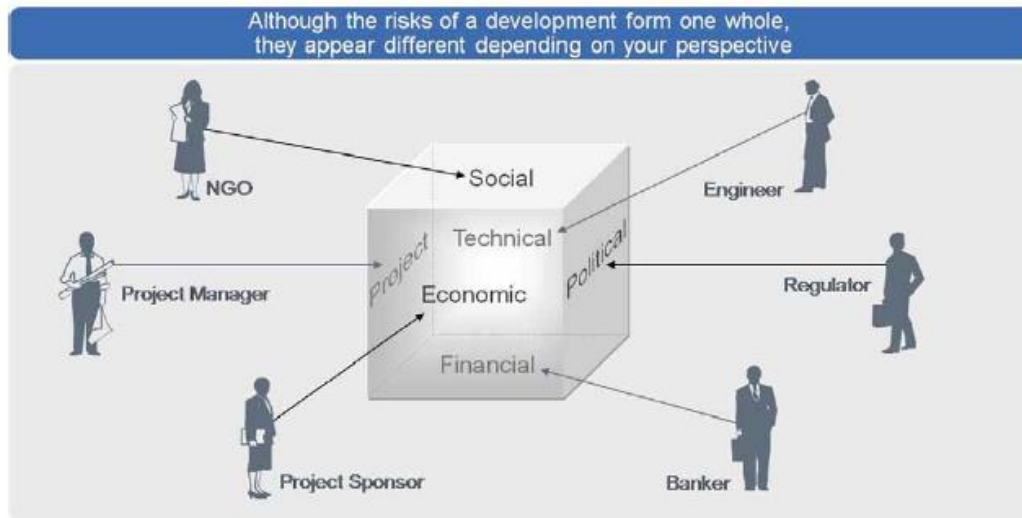 Although the risks of a development form one whole,
they appear different depending on your perspective
NGO
Social
Engineer
Project Manager
Project
Technical
Political
Regulator
Economic
Financial
Project Sponsor
Banker